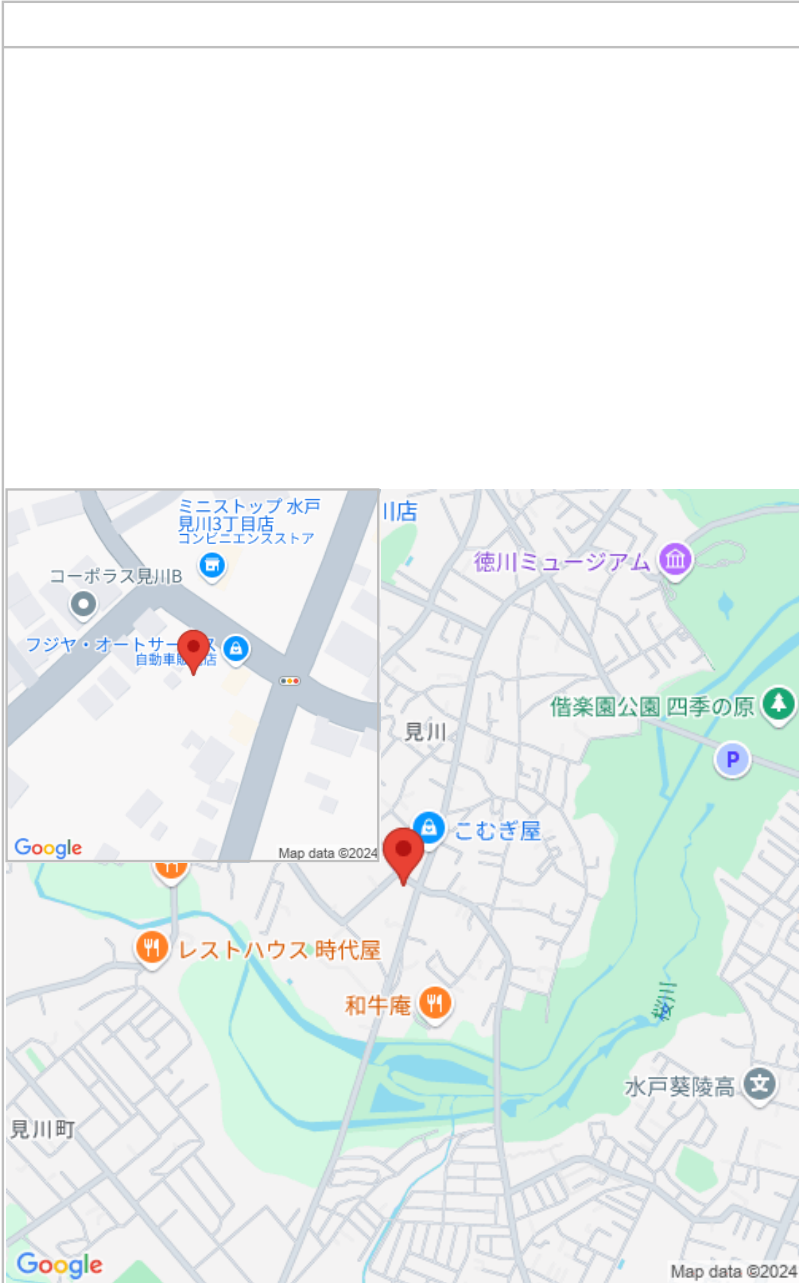 ミニストップ 水戸
見川3丁目店
コンビニエンスストア
コーポラス見川B
フジヤ・オートサー
ス
自動車販
店
Google
Map data ©2024
川店
徳川ミュージアム
偕楽園公園 四季の原
P
見川
こむぎ屋
レストハウス 時代屋
和牛庵
桜川
水戸葵陵高
文
見川町
Google
Map data ©2024